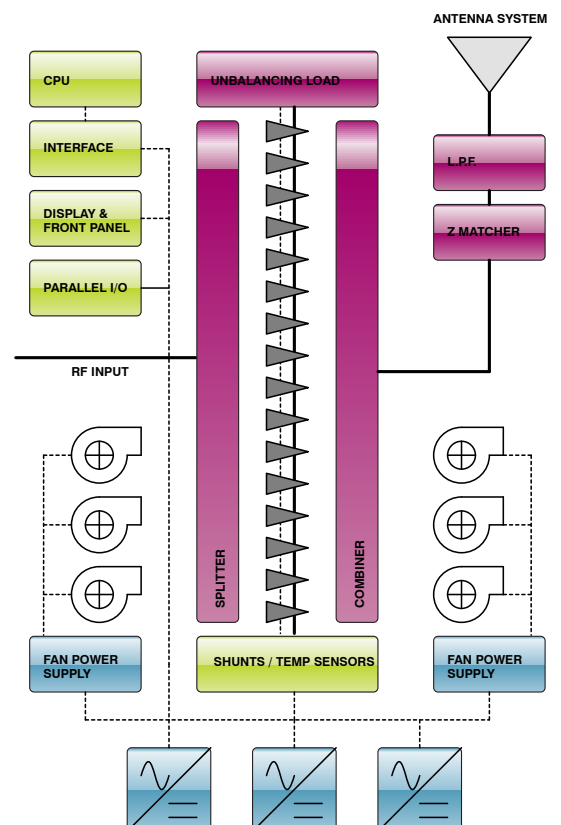 ANTENNA SYSTEM
CPU
UNBALANCING LOAD
INTERFACE
L.P.F.
DISPLAY &
FRONT PANEL
Z MATCHER
PARALLEL I/O
RF INPUT
SPLITTER
COMBINER
FAN POWER
SUPPLY
SHUNTS / TEMP SENSORS
FAN POWER
SUPPLY